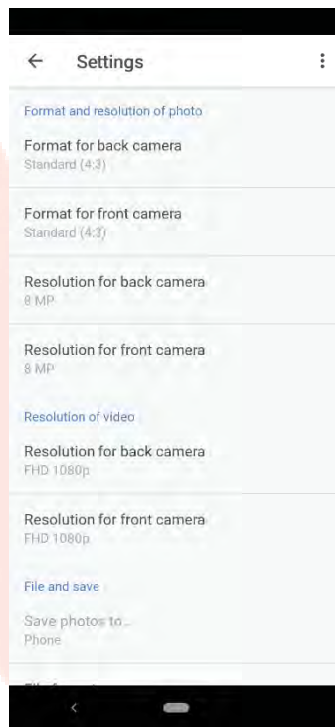 Settings
Format and resolution of photo
Format for back camera
Standard (4:3)
Format for front camera
Standard (4:3)
Resolution for back camera
8 MP
Resolution for front camera
8 MP
Resolution of video
Resolution for back camera
FHD 1080p
Resolution for front camera
FHD 1080p
File and save
Save photos to...
Phone